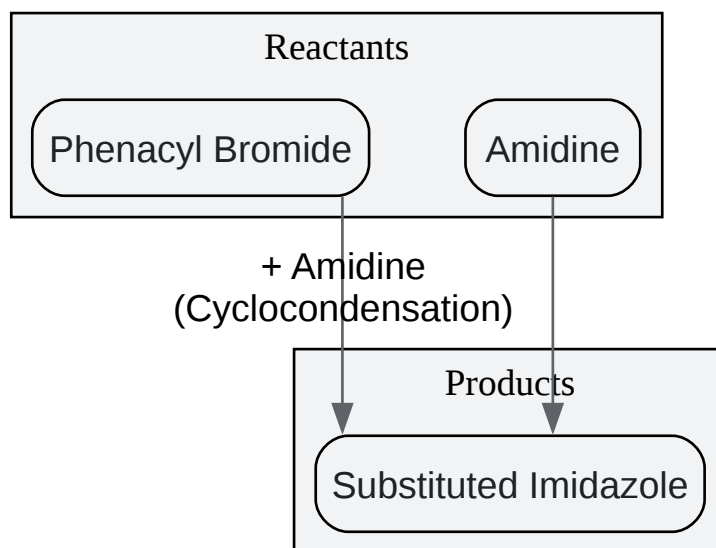 Reactants
Phenacyl Bromide
Amidine
+ Amidine
(Cyclocondensation)
Products
Substituted Imidazole